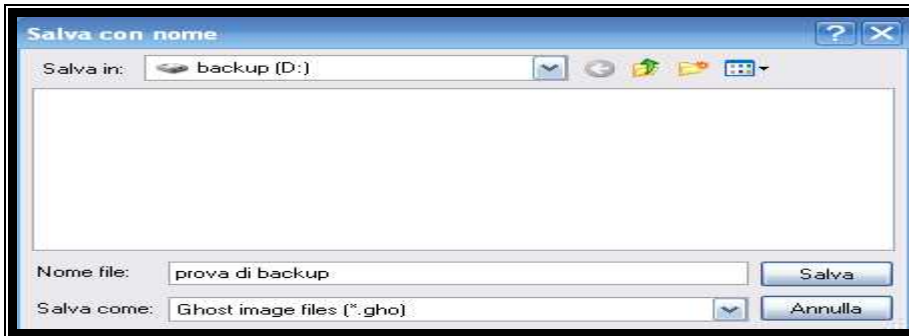 Salva con nome
Salva in: backup (D:)
Nome file: prova di backup Salva
Salva come: Ghost image files (*.gho) Annulla